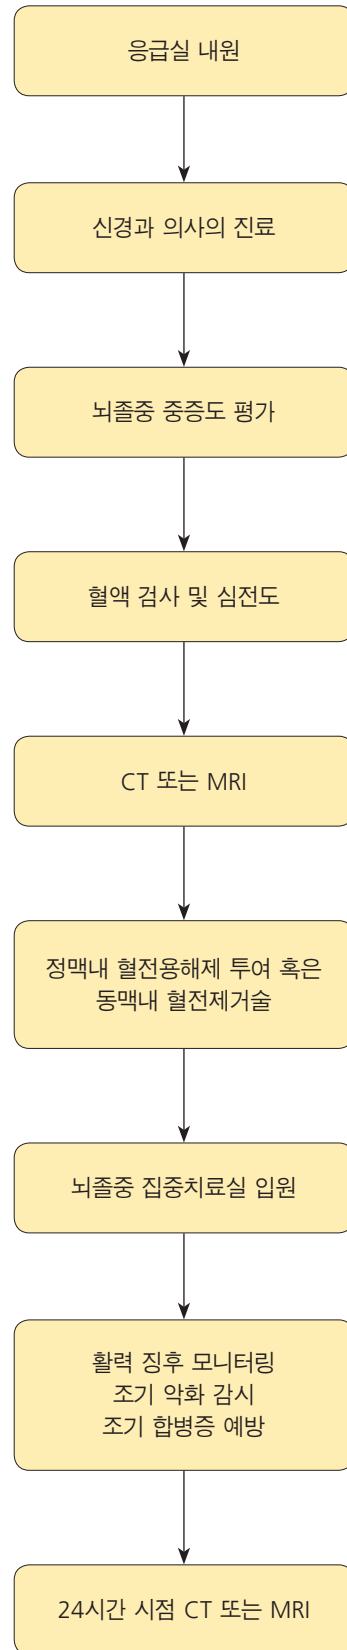 응급실 내원
신경과 의사의 진료
뇌졸중 중증도 평가
혈액 검사 및 심전도
CT 또는 MRI
정맥내 혈전용해제 투여 혹은
동맥내 혈전제거술
뇌졸중 집중치료실 입원
활력 징후 모니터링
조기 악화 감시
조기 합병증 예방
24시간 시점 CT 또는 MRI